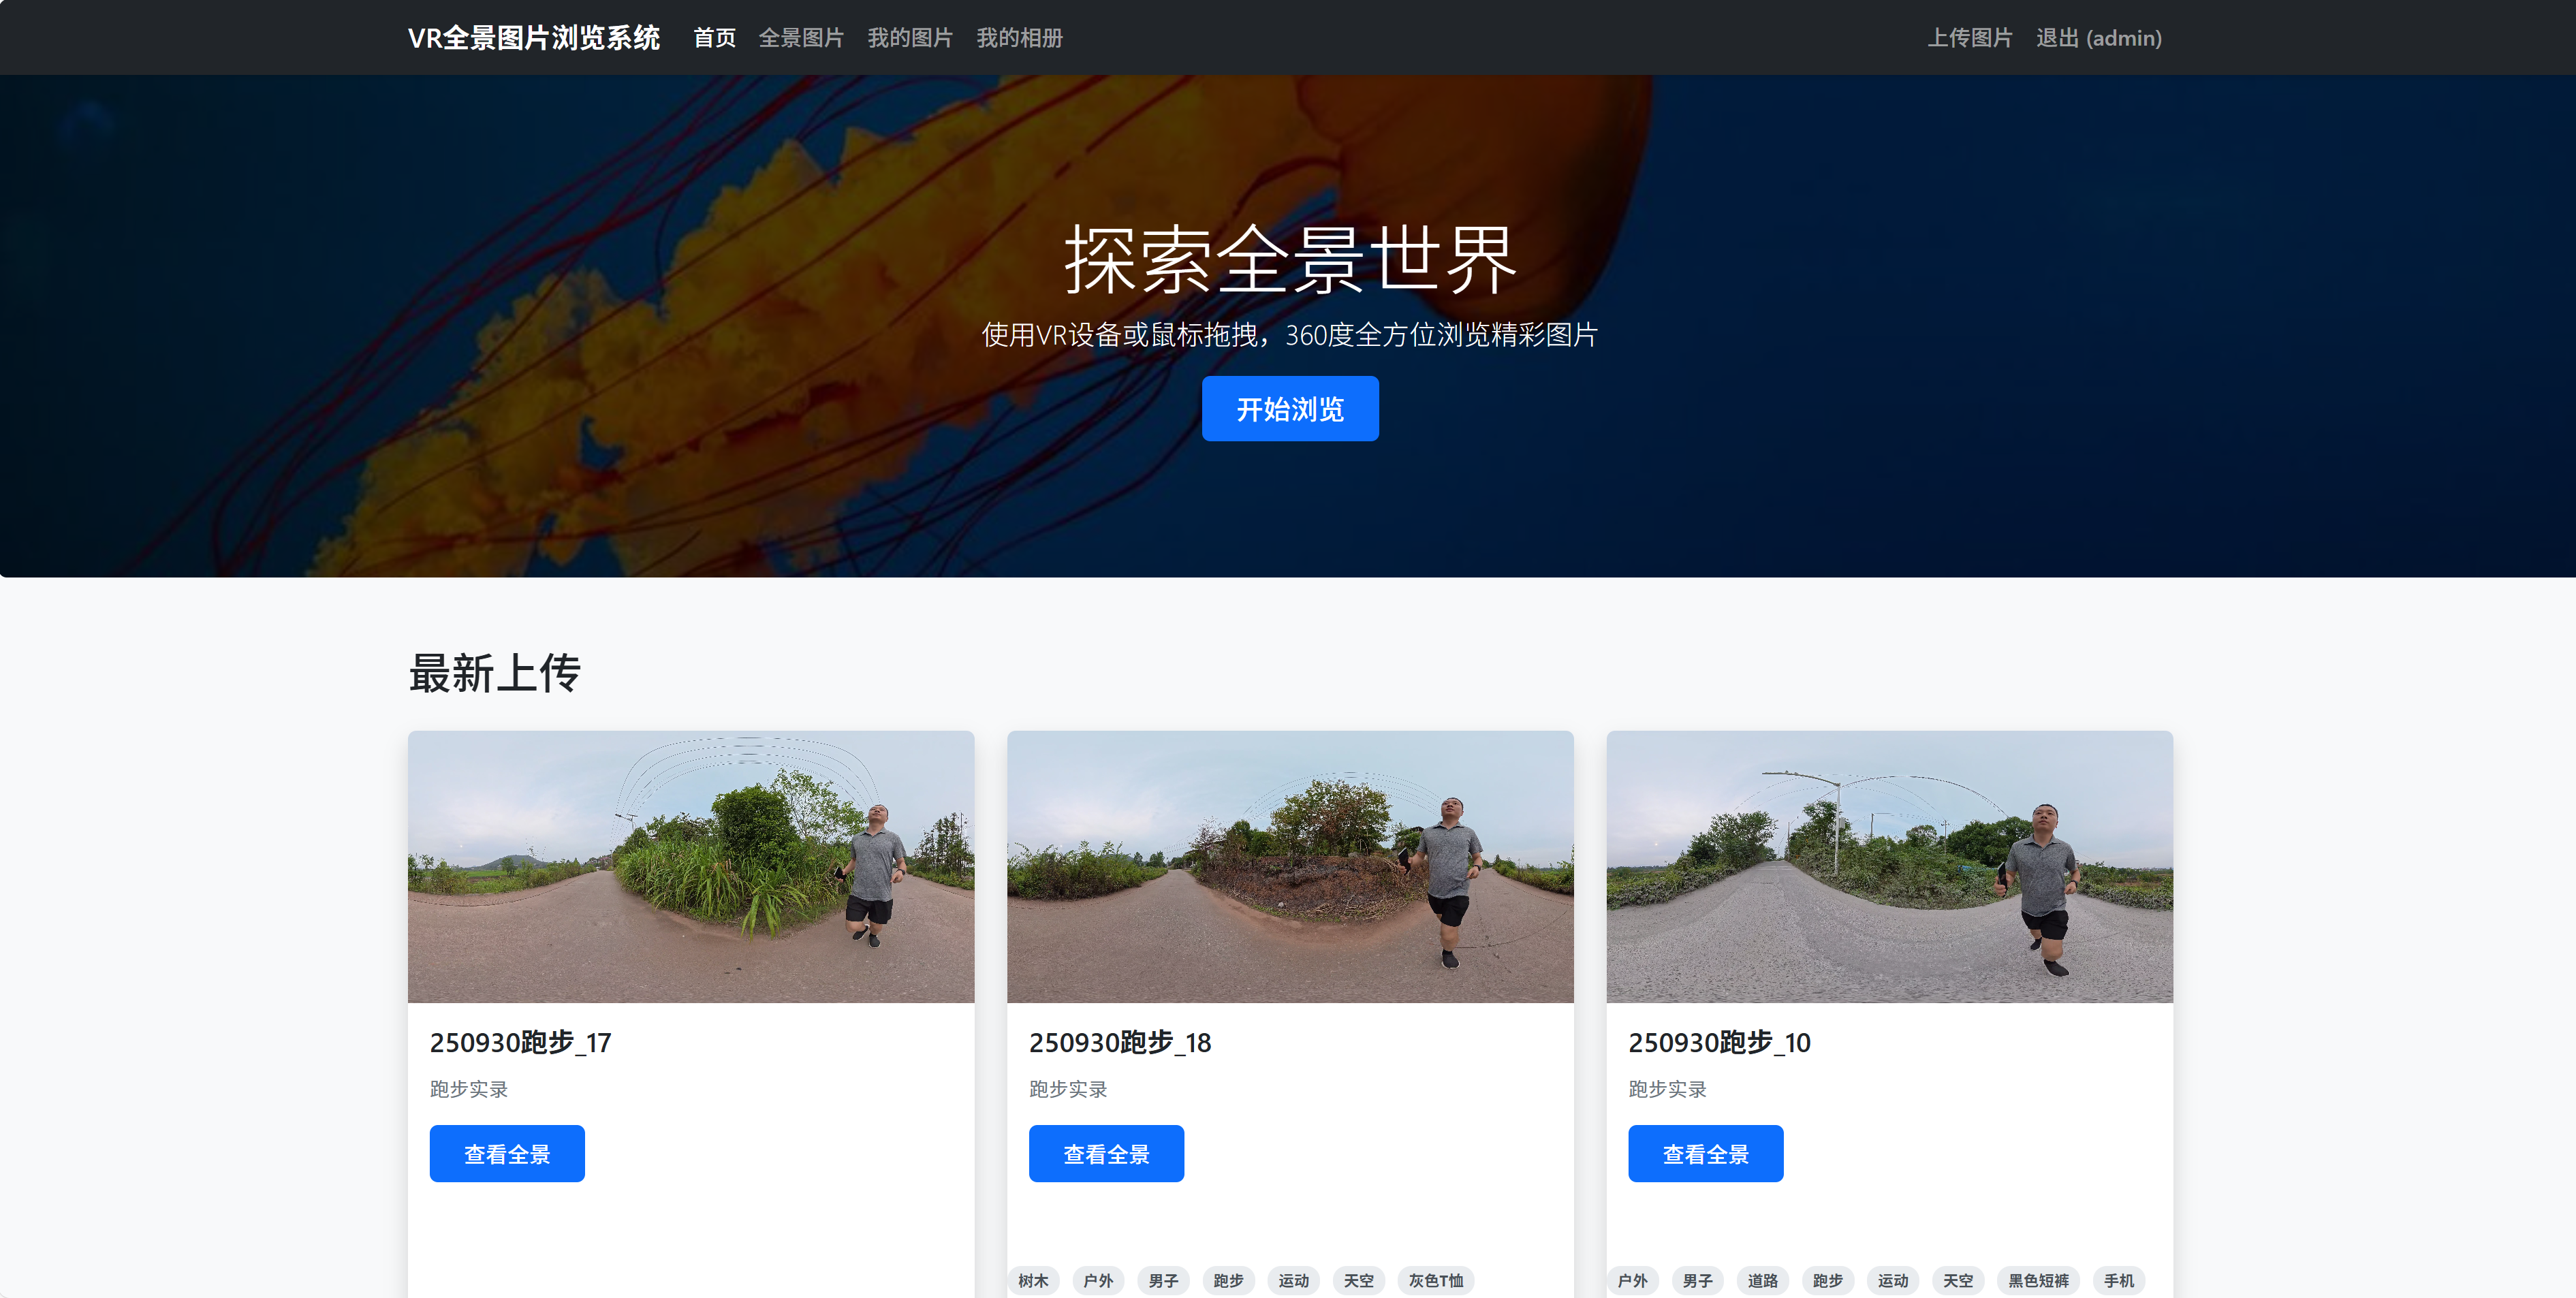 VR全景图片浏览系统 首页 全景图片 我的图片 我的相册 上传图片 退出 (admin)
探索全景世界
使用VR设备或鼠标拖拽，360度全方位浏览精彩图片
开始浏览
最新上传
250930跑步_17
跑步实录
查看全景
250930跑步_18
跑步实录
查看全景
树木 户外 男子 跑步 运动 天空 灰色T恤
250930跑步_10
跑步实录
查看全景
户外 男子 道路 跑步 运动 天空 黑色短裤 手机